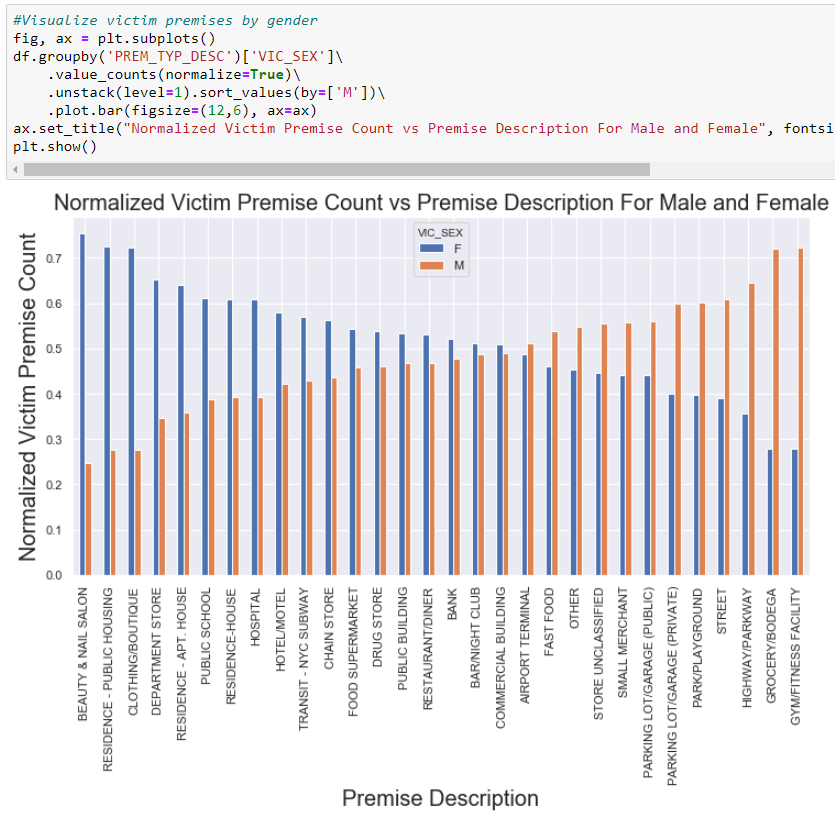 #Visualize victim premises by gender
fig, ax = plt.subplots()
df.groupby('PREM_TYP_DESC')['VIC_SEX']\
    .value_counts(normalize=True)\
    .unstack(level=1).sort_values(by=['M'])\
    .plot.bar(figsize=(12,6), ax=ax)
ax.set_title("Normalized Victim Premise Count vs Premise Description For Male and Female", fontsi
plt.show()
Normalized Victim Premise Count vs Premise Description For Male and Female
VIC_SEX
F
M
Normalized Victim Premise Count
0.7
0.6
0.5
0.4
0.3
0.2
0.1
0.0
BEAUTY & NAIL SALON
RESIDENCE - PUBLIC HOUSING
CLOTHING/BOUTIQUE
DEPARTMENT STORE
RESIDENCE - APT. HOUSE
PUBLIC SCHOOL
RESIDENCE-HOUSE
HOSPITAL
HOTEL/MOTEL
TRANSIT - NYC SUBWAY
CHAIN STORE
FOOD SUPERMARKET
DRUG STORE
PUBLIC BUILDING
RESTAURANT/DINER
BANK
BAR/NIGHT CLUB
COMMERCIAL BUILDING
AIRPORT TERMINAL
FAST FOOD
OTHER
STORE UNCLASSIFIED
SMALL MERCHANT
PARKING LOT/GARAGE (PUBLIC)
PARKING LOT/GARAGE (PRIVATE)
PARK/PLAYGROUND
STREET
HIGHWAY/PARKWAY
GROCERY/BODEGA
GYM/FITNESS FACILITY
Premise Description